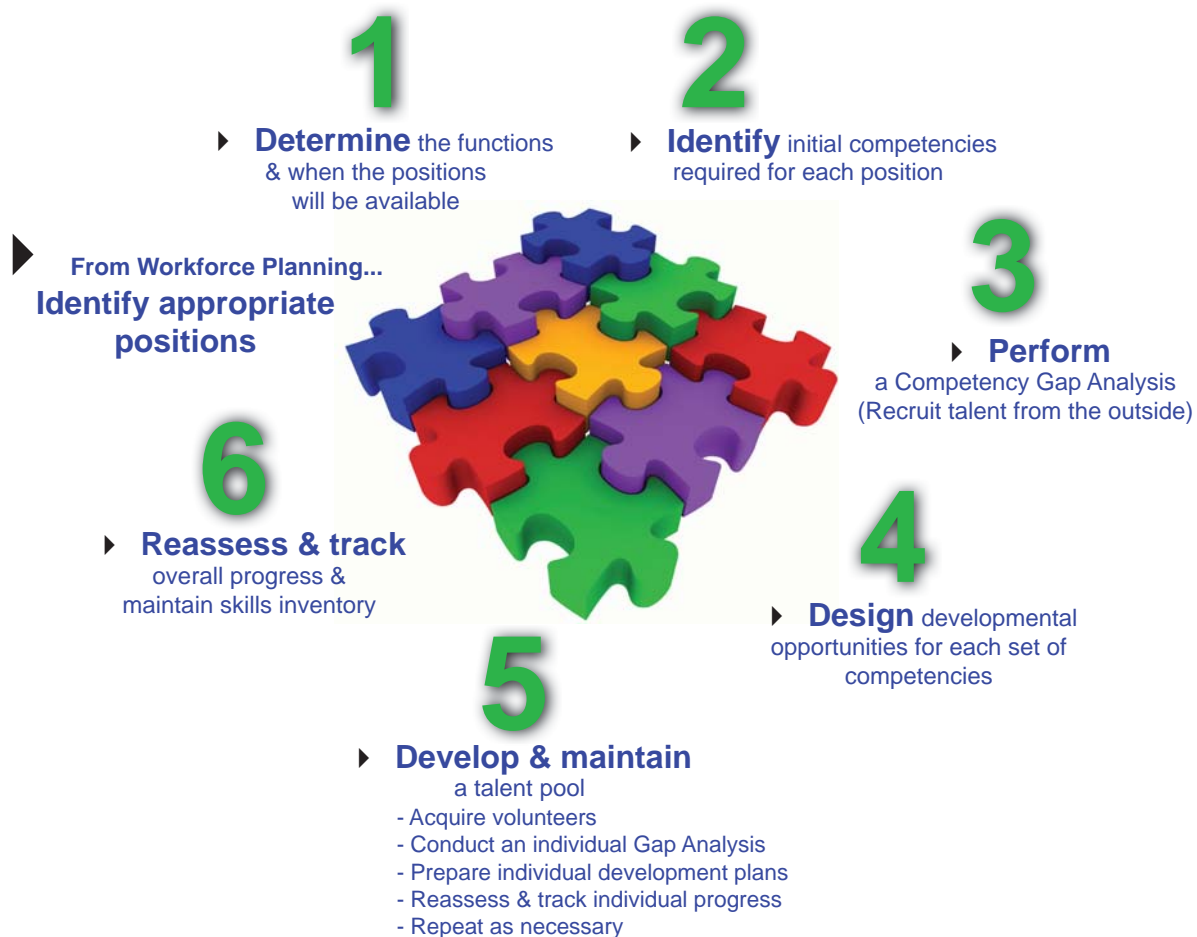 1
Determine the functions
& when the positions
will be available
2
Identify initial competencies
required for each position
From Workforce Planning...
Identify appropriate
positions
3
Perform
a Competency Gap Analysis
(Recruit talent from the outside)
6
Reassess & track
overall progress &
maintain skills inventory
4
Design developmental
opportunities for each set of
competencies
5
Develop & maintain
a talent pool
- Acquire volunteers
- Conduct an individual Gap Analysis
- Prepare individual development plans
- Reassess & track individual progress
- Repeat as necessary